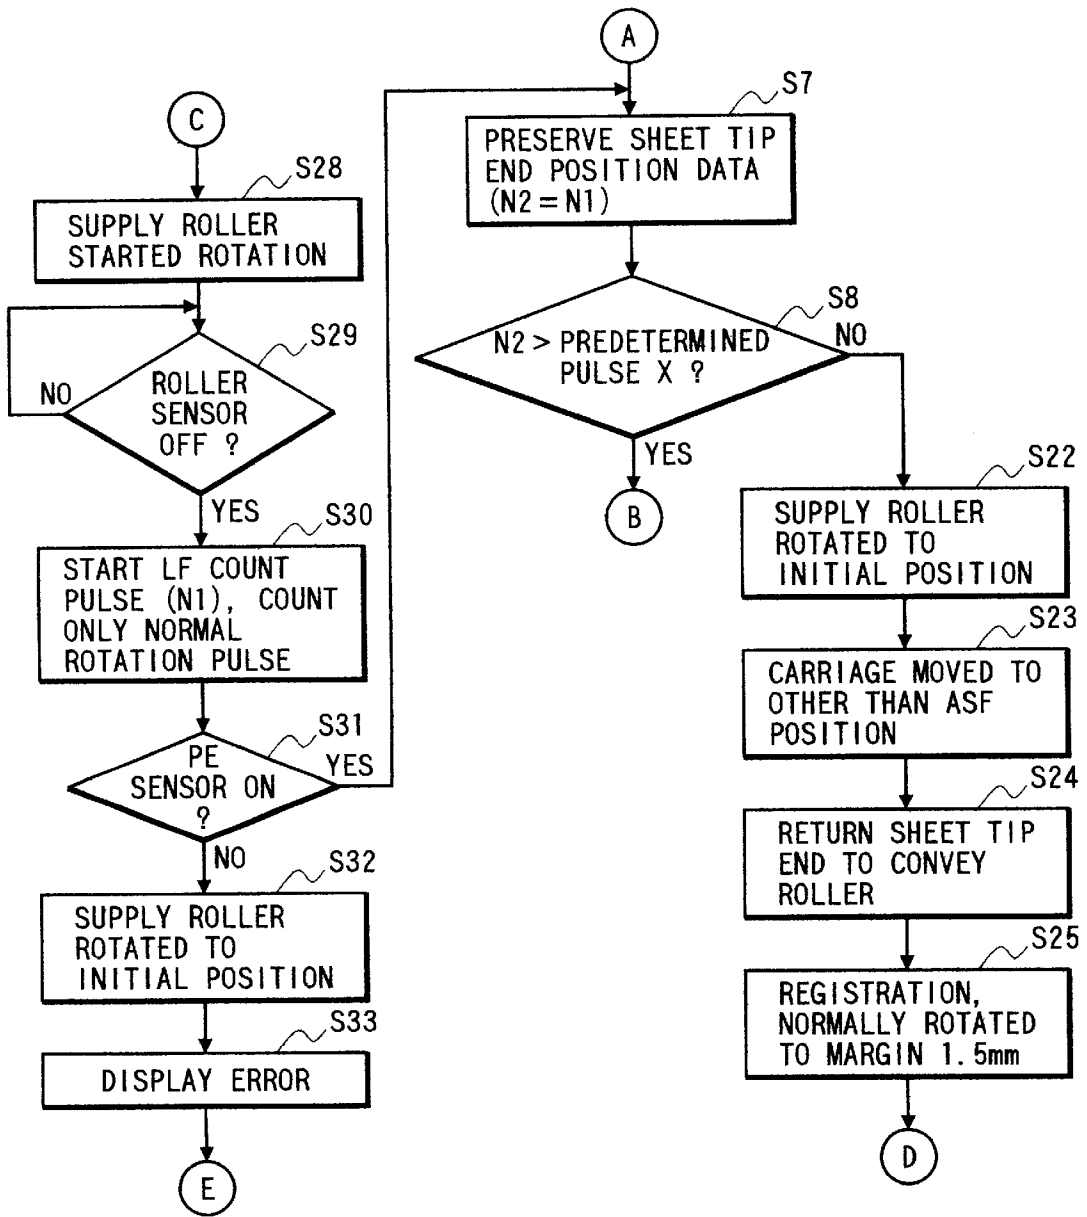 C
S28
SUPPLY ROLLER
STARTED ROTATION
S29
ROLLER
SENSOR
OFF ?
NO
YES
S30
START LF COUNT
PULSE (N1), COUNT
ONLY NORMAL
ROTATION PULSE
S31
PE
SENSOR ON
?
YES
NO
S32
SUPPLY ROLLER
ROTATED TO
INITIAL POSITION
S33
DISPLAY ERROR
E
A
S7
PRESERVE SHEET TIP
END POSITION DATA
(N2=N1)
S8
N2 > PREDETERMINED
PULSE X ?
NO
YES
B
S22
SUPPLY ROLLER
ROTATED TO
INITIAL POSITION
S23
CARRIAGE MOVED TO
OTHER THAN ASF
POSITION
S24
RETURN SHEET TIP
END TO CONVEY
ROLLER
S25
REGISTRATION,
NORMALLY ROTATED
TO MARGIN 1.5mm
D